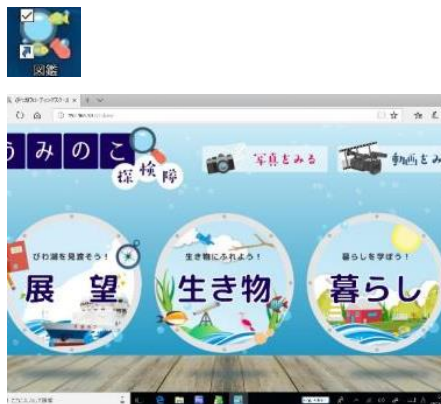 図鑑
うみのこ
探検隊
写真をみる
動画をみ
びわ湖を見渡そう!
展望
生き物にふれよう!
生き物
暮らしを学ぼう!
暮らし